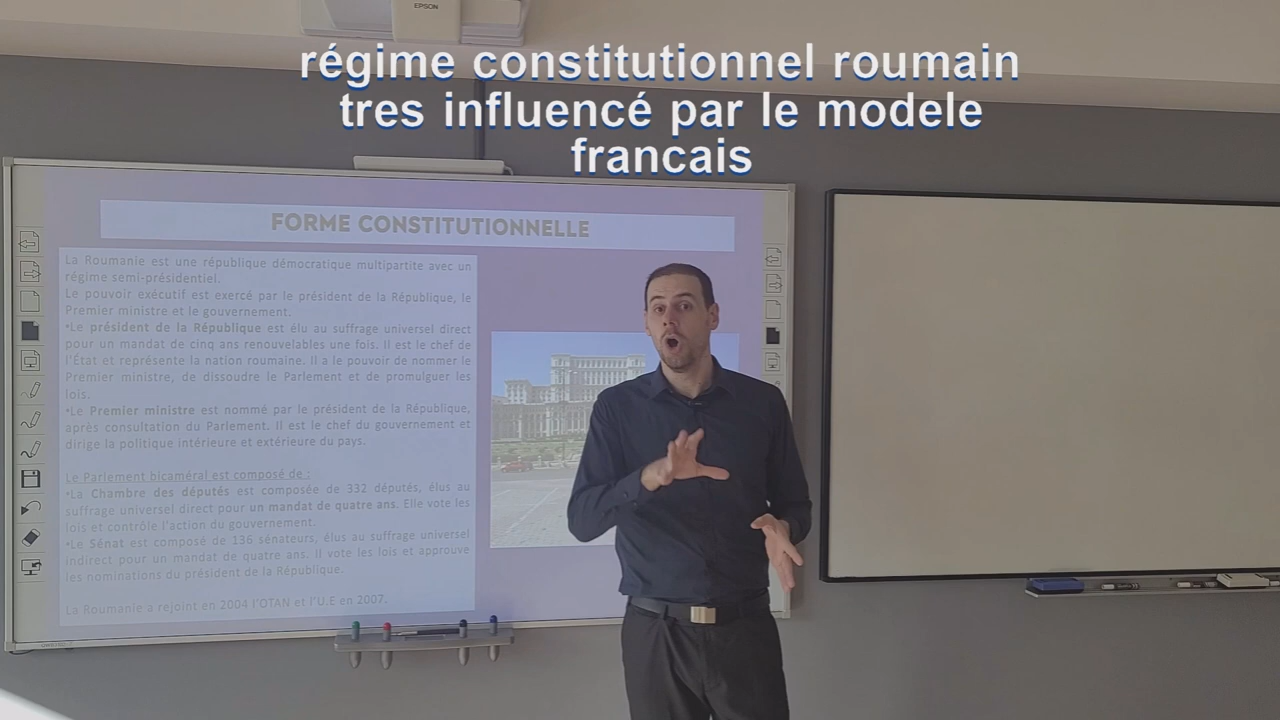 EPSON
régime constitutionnel roumain
tres influencé par le modele
francais
FORME CONSTITUTIONNELLE
La Roumanie est une république démocratique multipartite avec un
régime semi-présidentiel.
Le pouvoir exécutif est exercé par le président de la République, le
Premier ministre et le gouvernement.
•Le président de la République est élu au suffrage universel direct
pour un mandat de cinq ans renouvelables une fois. Il est le chef de
l'État et représente la nation roumaine. Il a le pouvoir de nommer le
Premier ministre, de dissoudre le Parlement et de promulguer les
lois.
•Le Premier ministre est nommé par le président de la République,
après consultation du Parlement. Il est le chef du gouvernement et
dirige la politique intérieure et extérieure du pays.
Le Parlement bicaméral est composé de :
•La Chambre des députés est composée de 332 députés, élus au
suffrage universel direct pour un mandat de quatre ans. Elle vote les
lois et contrôle l'action du gouvernement.
•Le Sénat est composé de 136 sénateurs, élus au suffrage universel
indirect pour un mandat de quatre ans. Il vote les lois et approuve
les nominations du président de la République.
La Roumanie a rejoint en 2004 l'OTAN et l'U.E en 2007.